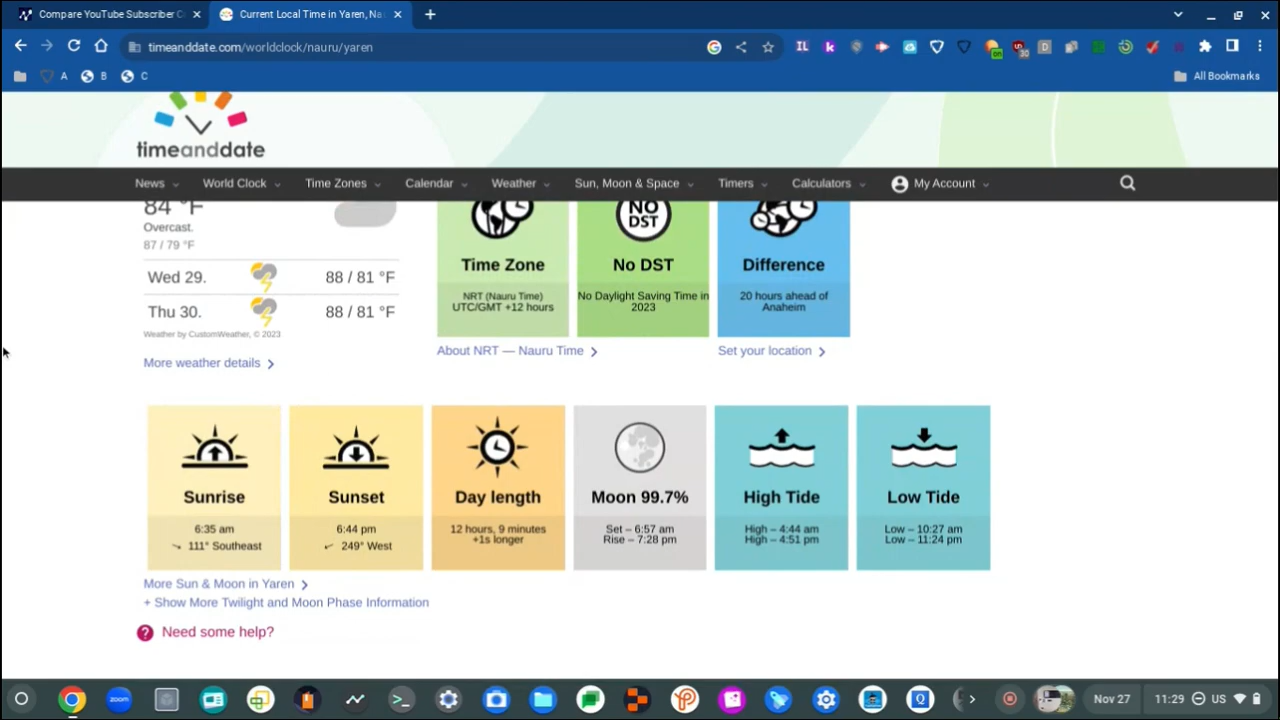 Compare YouTube Subscriber C
Current Local Time in Yaren, Nau
timeanddate.com/worldclock/nauru/yaren
A
B
C
All Bookmarks
timeanddate
News
World Clock
Time Zones
Calendar
Weather
Sun, Moon & Space
Timers
Calculators
My Account
84 °F
Overcast.
87 / 79 °F
Wed 29.
88 / 81 °F
Thu 30.
88 / 81 °F
Weather by CustomWeather, © 2023
More weather details
Time Zone
NRT (Nauru Time)
UTC/GMT +12 hours
About NRT — Nauru Time
NO
DST
No DST
No Daylight Saving Time in
2023
Difference
20 hours ahead of
Anaheim
Set your location
Sunrise
6:35 am
111° Southeast
Sunset
6:44 pm
249° West
Day length
12 hours, 9 minutes
+1s longer
Moon 99.7%
Set – 6:57 am
Rise – 7:28 pm
High Tide
High – 4:44 am
High – 4:51 pm
Low Tide
Low – 10:27 am
Low – 11:24 pm
More Sun & Moon in Yaren
+ Show More Twilight and Moon Phase Information
? Need some help?
zoom
Nov 27
11:29
US